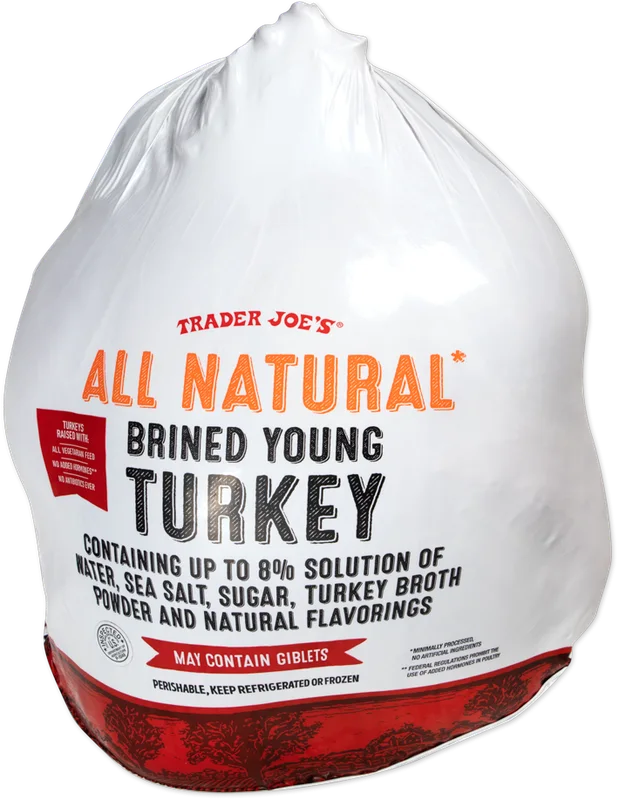 TRADER JOE'S®
ALL NATURAL*
BRINED YOUNG
TURKEY
TURKEYS
RAISED WITH:
ALL VEGETARIAN FEED
NO ADDED HORMONES**
NO ANTIBIOTICS EVER
CONTAINING UP TO 8% SOLUTION OF
WATER, SEA SALT, SUGAR, TURKEY BROTH
POWDER AND NATURAL FLAVORINGS
INSPECTED
MAY CONTAIN GIBLETS
PERISHABLE, KEEP REFRIGERATED OR FROZEN
*MINIMALLY PROCESSED,
NO ARTIFICIAL INGREDIENTS
** FEDERAL REGULATIONS PROHIBIT THE
USE OF ADDED HORMONES IN POULTRY